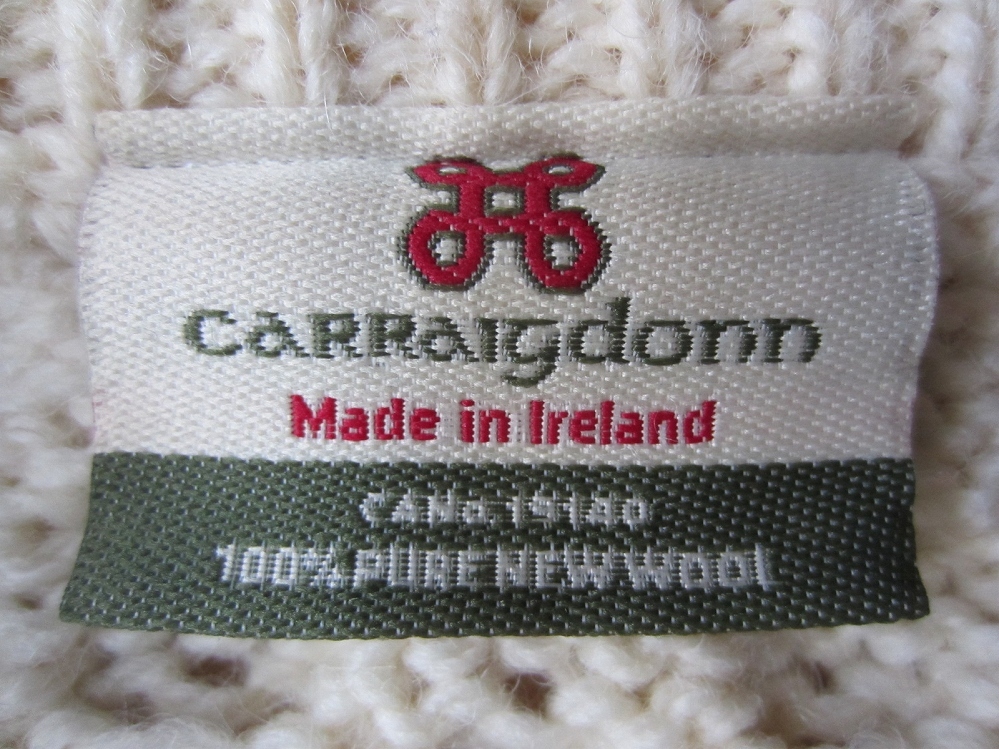 CARRAIGdonn
Made in Ireland
CA No 15140
100% PURE NEW WOOL